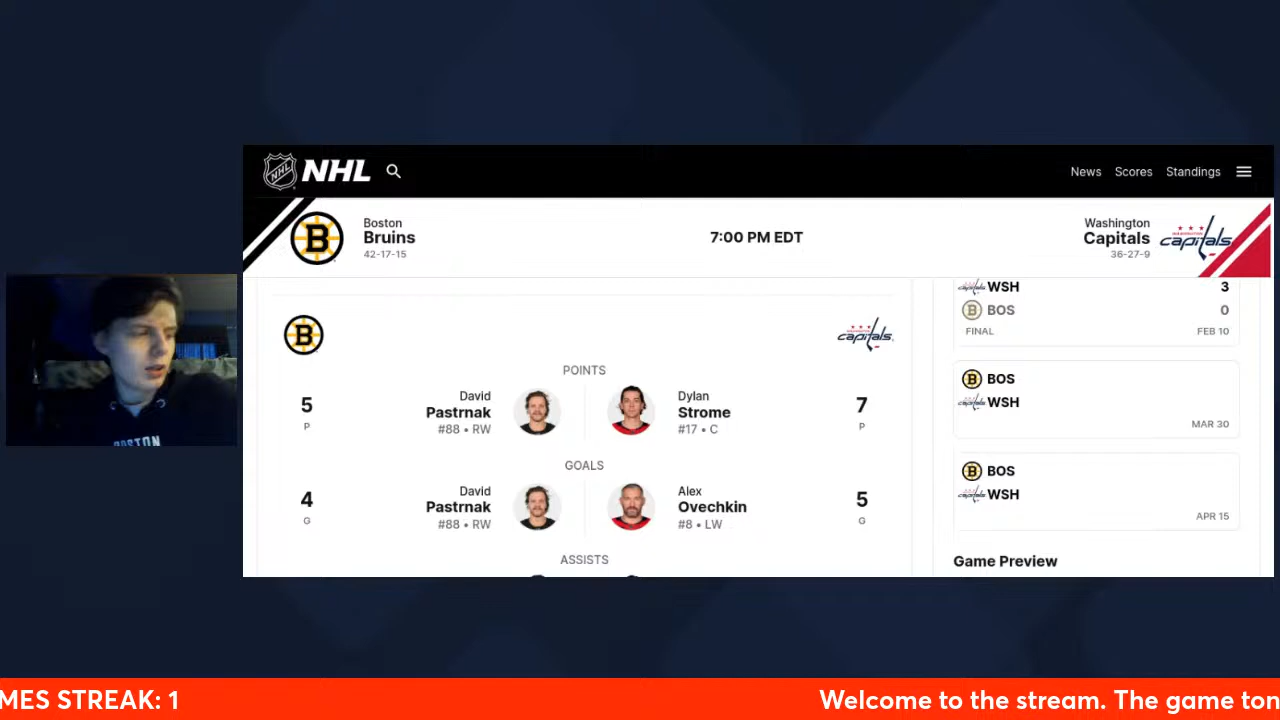 NHL
News Scores Standings
Boston
Bruins
42-17-15
7:00 PM EDT
Washington
Capitals
36-27-9
capitals
B
capitals
POINTS
5
P
David
Pastrnak
#88 • RW
Dylan
Strome
#17 • C
7
P
GOALS
4
G
David
Pastrnak
#88 • RW
Alex
Ovechkin
#8 • LW
5
G
ASSISTS
WSH 3
BOS 0
FINAL FEB 10
BOS
WSH
MAR 30
BOS
WSH
APR 15
Game Preview
BOSTON
MES STREAK: 1
Welcome to the stream. The game ton